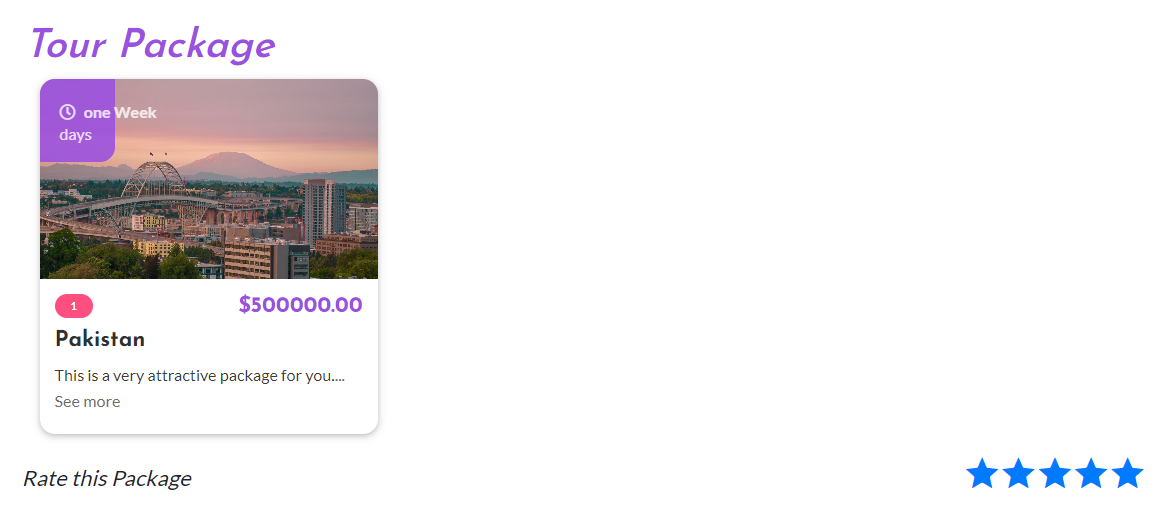 Tour Package
one Week
days
1
$500000.00
Pakistan
This is a very attractive package for you....
See more
Rate this Package